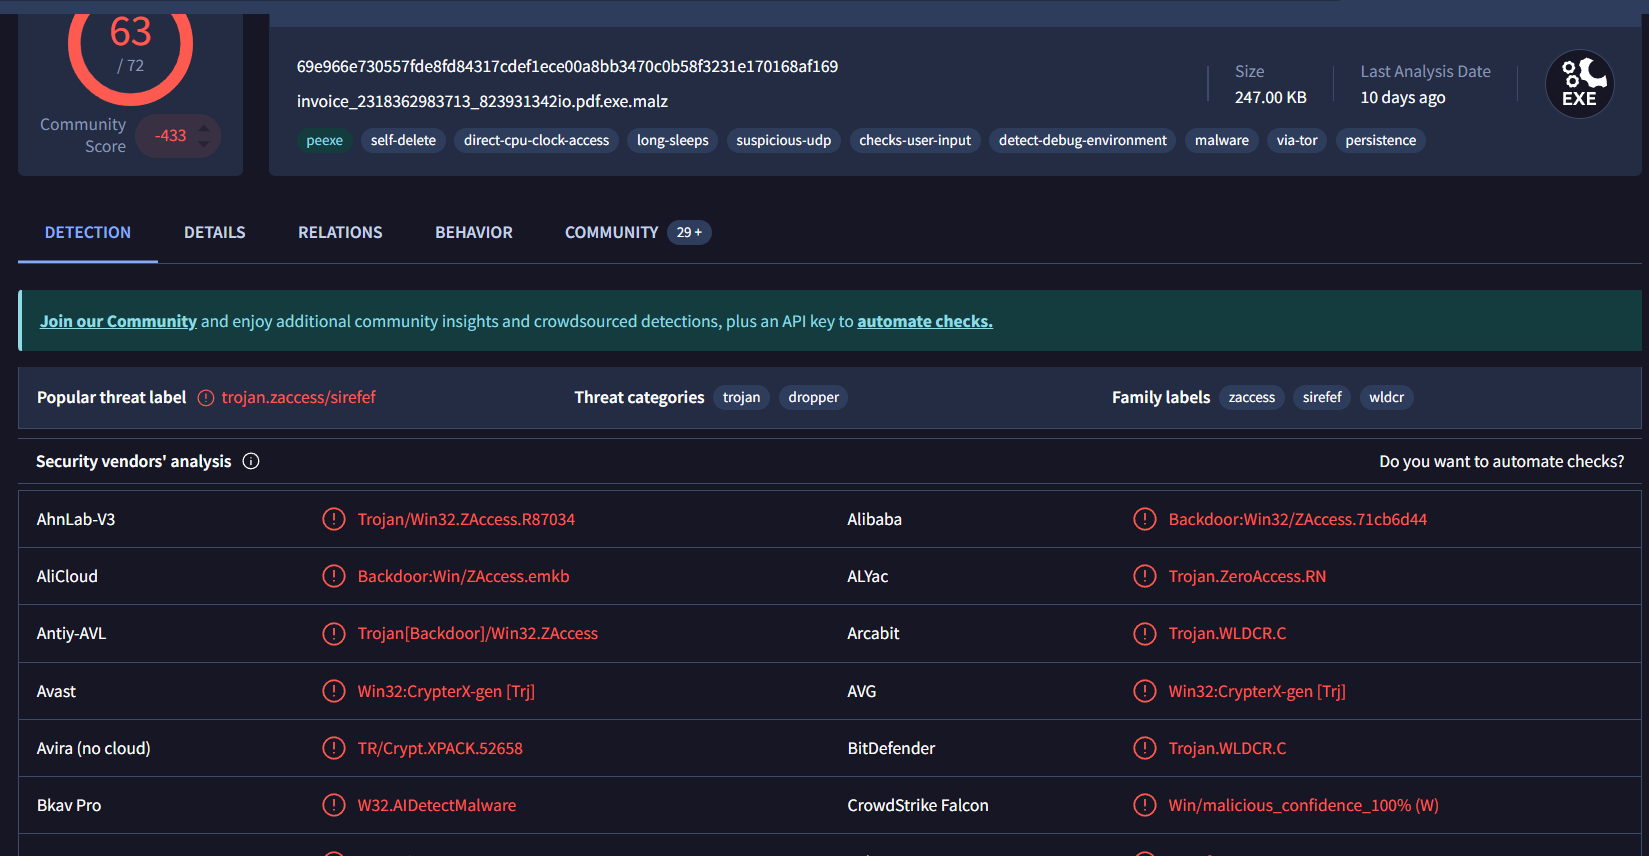 63
/ 72
Community
Score
-433
69e966e730557fde8fd84317cdef1ece00a8bb3470c0b58f3231e170168af169
invoice_2318362983713_823931342io.pdf.exe.malz
Size
247.00 KB
Last Analysis Date
10 days ago
EXE
peexe self-delete direct-cpu-clock-access long-sleeps suspicious-udp checks-user-input detect-debug-environment malware via-tor persistence
DETECTION DETAILS RELATIONS BEHAVIOR COMMUNITY 29 +
Join our Community and enjoy additional community insights and crowdsourced detections, plus an API key to automate checks.
Popular threat label trojan.zaccess/sirefef Threat categories trojan dropper Family labels zaccess sirefef wldcr
Security vendors' analysis Do you want to automate checks?
AhnLab-V3 Trojan/Win32.ZAccess.R87034 Alibaba Backdoor:Win32/ZAccess.71cb6d44
AliCloud Backdoor:Win/ZAccess.emkb ALYac Trojan.ZeroAccess.RN
Antiy-AVL Trojan[Backdoor]/Win32.ZAccess Arcabit Trojan.WLDCR.C
Avast Win32:CrypterX-gen [Trj] AVG Win32:CrypterX-gen [Trj]
Avira (no cloud) TR/Crypt.XPACK.52658 BitDefender Trojan.WLDCR.C
Bkav Pro W32.AIDetectMalware CrowdStrike Falcon Win/malicious_confidence_100% (W)